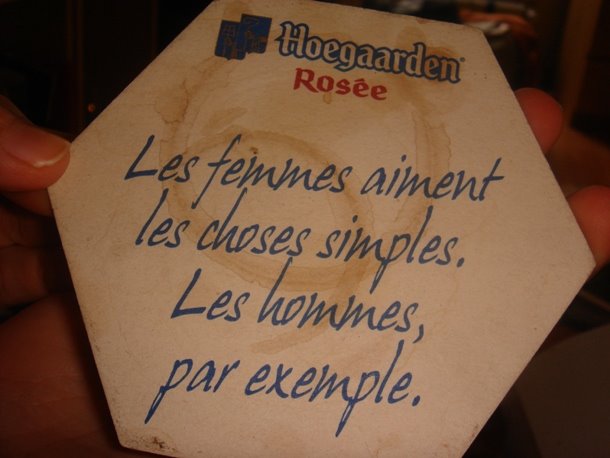 Hoegaarden
Rosée
Les femmes aiment
les choses simples.
Les hommes,
par exemple.